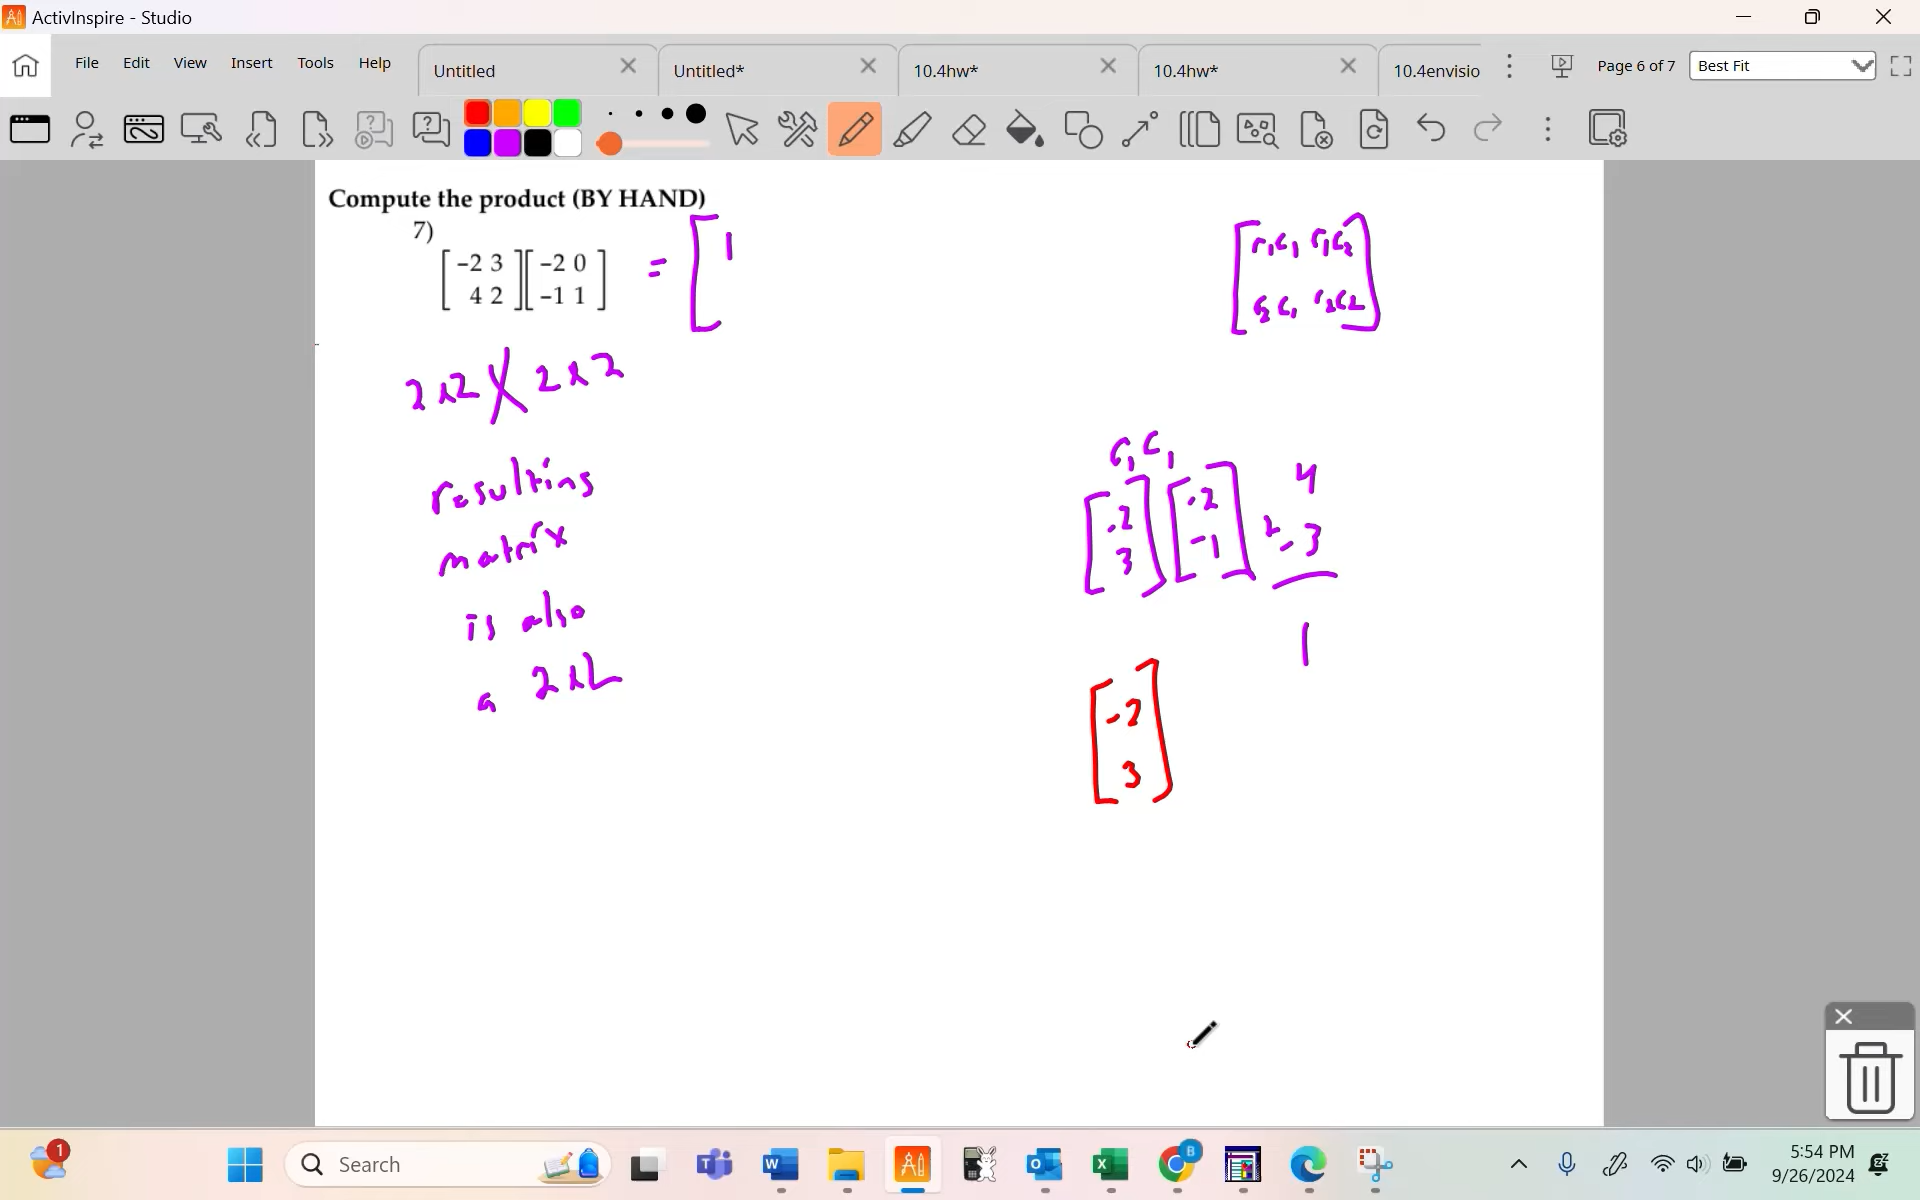 ActivInspire - Studio
File Edit View Insert Tools Help
Untitled
Untitled*
10.4hw*
10.4hw*
10.4envisio
Page 6 of 7
Best Fit
Compute the product (BY HAND)
7)
[-2 3][-2 0] = [1
[4 2][-1 1]
[r1c1 r1c2
r2c1 r2c2]
2x2 X 2x2
resulting
matrix
is also
a 2x2
r1 c1
[-2 [-2 4
3] -1] + -3
1
[-2
3]
1
Search
5:54 PM
9/26/2024